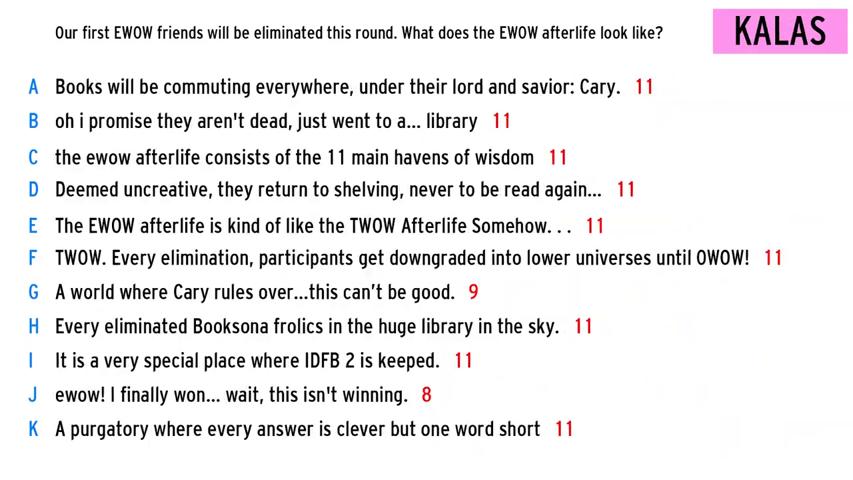 Our first EWOW friends will be eliminated this round. What does the EWOW afterlife look like?
KALAS
A Books will be commuting everywhere, under their lord and savior: Cary. 11
B oh i promise they aren't dead, just went to a... library 11
C the ewow afterlife consists of the 11 main havens of wisdom 11
D Deemed uncreative, they return to shelving, never to be read again... 11
E The EWOW afterlife is kind of like the TWOW Afterlife Somehow. . . 11
F TWOW. Every elimination, participants get downgraded into lower universes until OWOW! 11
G A world where Cary rules over...this can’t be good. 9
H Every eliminated Booksona frolics in the huge library in the sky. 11
I It is a very special place where IDFB 2 is keeped. 11
J ewow! I finally won... wait, this isn't winning. 8
K A purgatory where every answer is clever but one word short 11